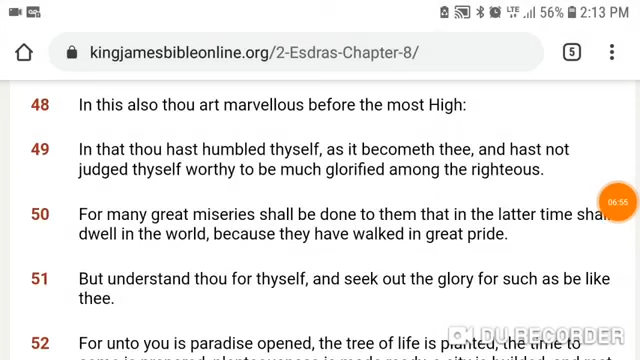 LTE 56% 2:13 PM
kingjamesbibleonline.org/2-Esdras-Chapter-8/ 5
48 In this also thou art marvellous before the most High:
49 In that thou hast humbled thyself, as it becometh thee, and hast not
judged thyself worthy to be much glorified among the righteous.
06:55
50 For many great miseries shall be done to them that in the latter time shall
dwell in the world, because they have walked in great pride.
51 But understand thou for thyself, and seek out the glory for such as be like
thee.
DU RECORDER
52 For unto you is paradise opened, the tree of life is planted, the time to